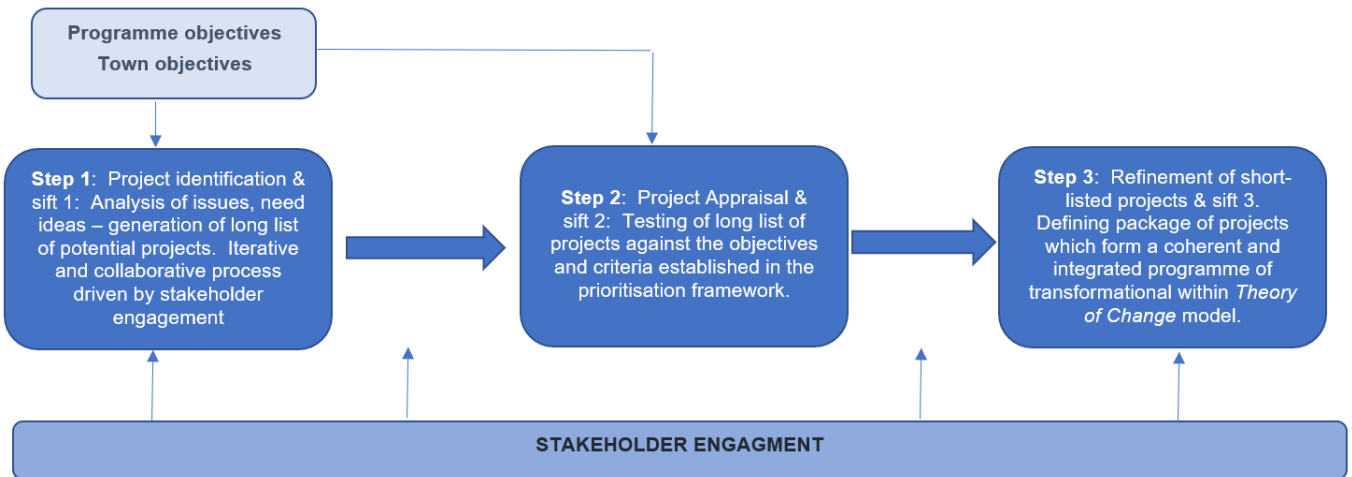 Programme objectives
Town objectives
Step 1: Project identification &
sift 1: Analysis of issues, need
ideas – generation of long list
of potential projects. Iterative
and collaborative process
driven by stakeholder
engagement
Step 2: Project Appraisal &
sift 2: Testing of long list of
projects against the objectives
and criteria established in the
prioritisation framework.
Step 3: Refinement of short-
listed projects & sift 3.
Defining package of projects
which form a coherent and
integrated programme of
transformational within Theory
of Change model.
STAKEHOLDER ENGAGMENT